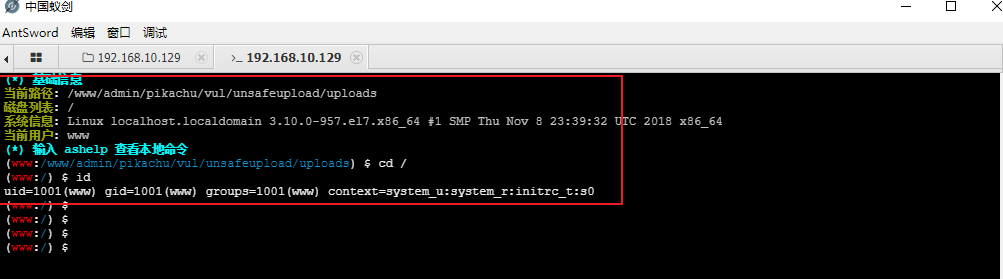 中国蚁剑
AntSword 编辑 窗口 调试
192.168.10.129 >_ 192.168.10.129
(*) 基础信息
当前路径: /www/admin/pikachu/vul/unsafeupload/uploads
磁盘列表: /
系统信息: Linux localhost.localdomain 3.10.0-957.el7.x86_64 #1 SMP Thu Nov 8 23:39:32 UTC 2018 x86_64
当前用户: www
(*) 输入 ashelp 查看本地命令
(www:/www/admin/pikachu/vul/unsafeupload/uploads) $ cd /
(www:/) $ id
uid=1001(www) gid=1001(www) groups=1001(www) context=system_u:system_r:initrc_t:s0
(www:/) $
(www:/) $
(www:/) $
(www:/) $